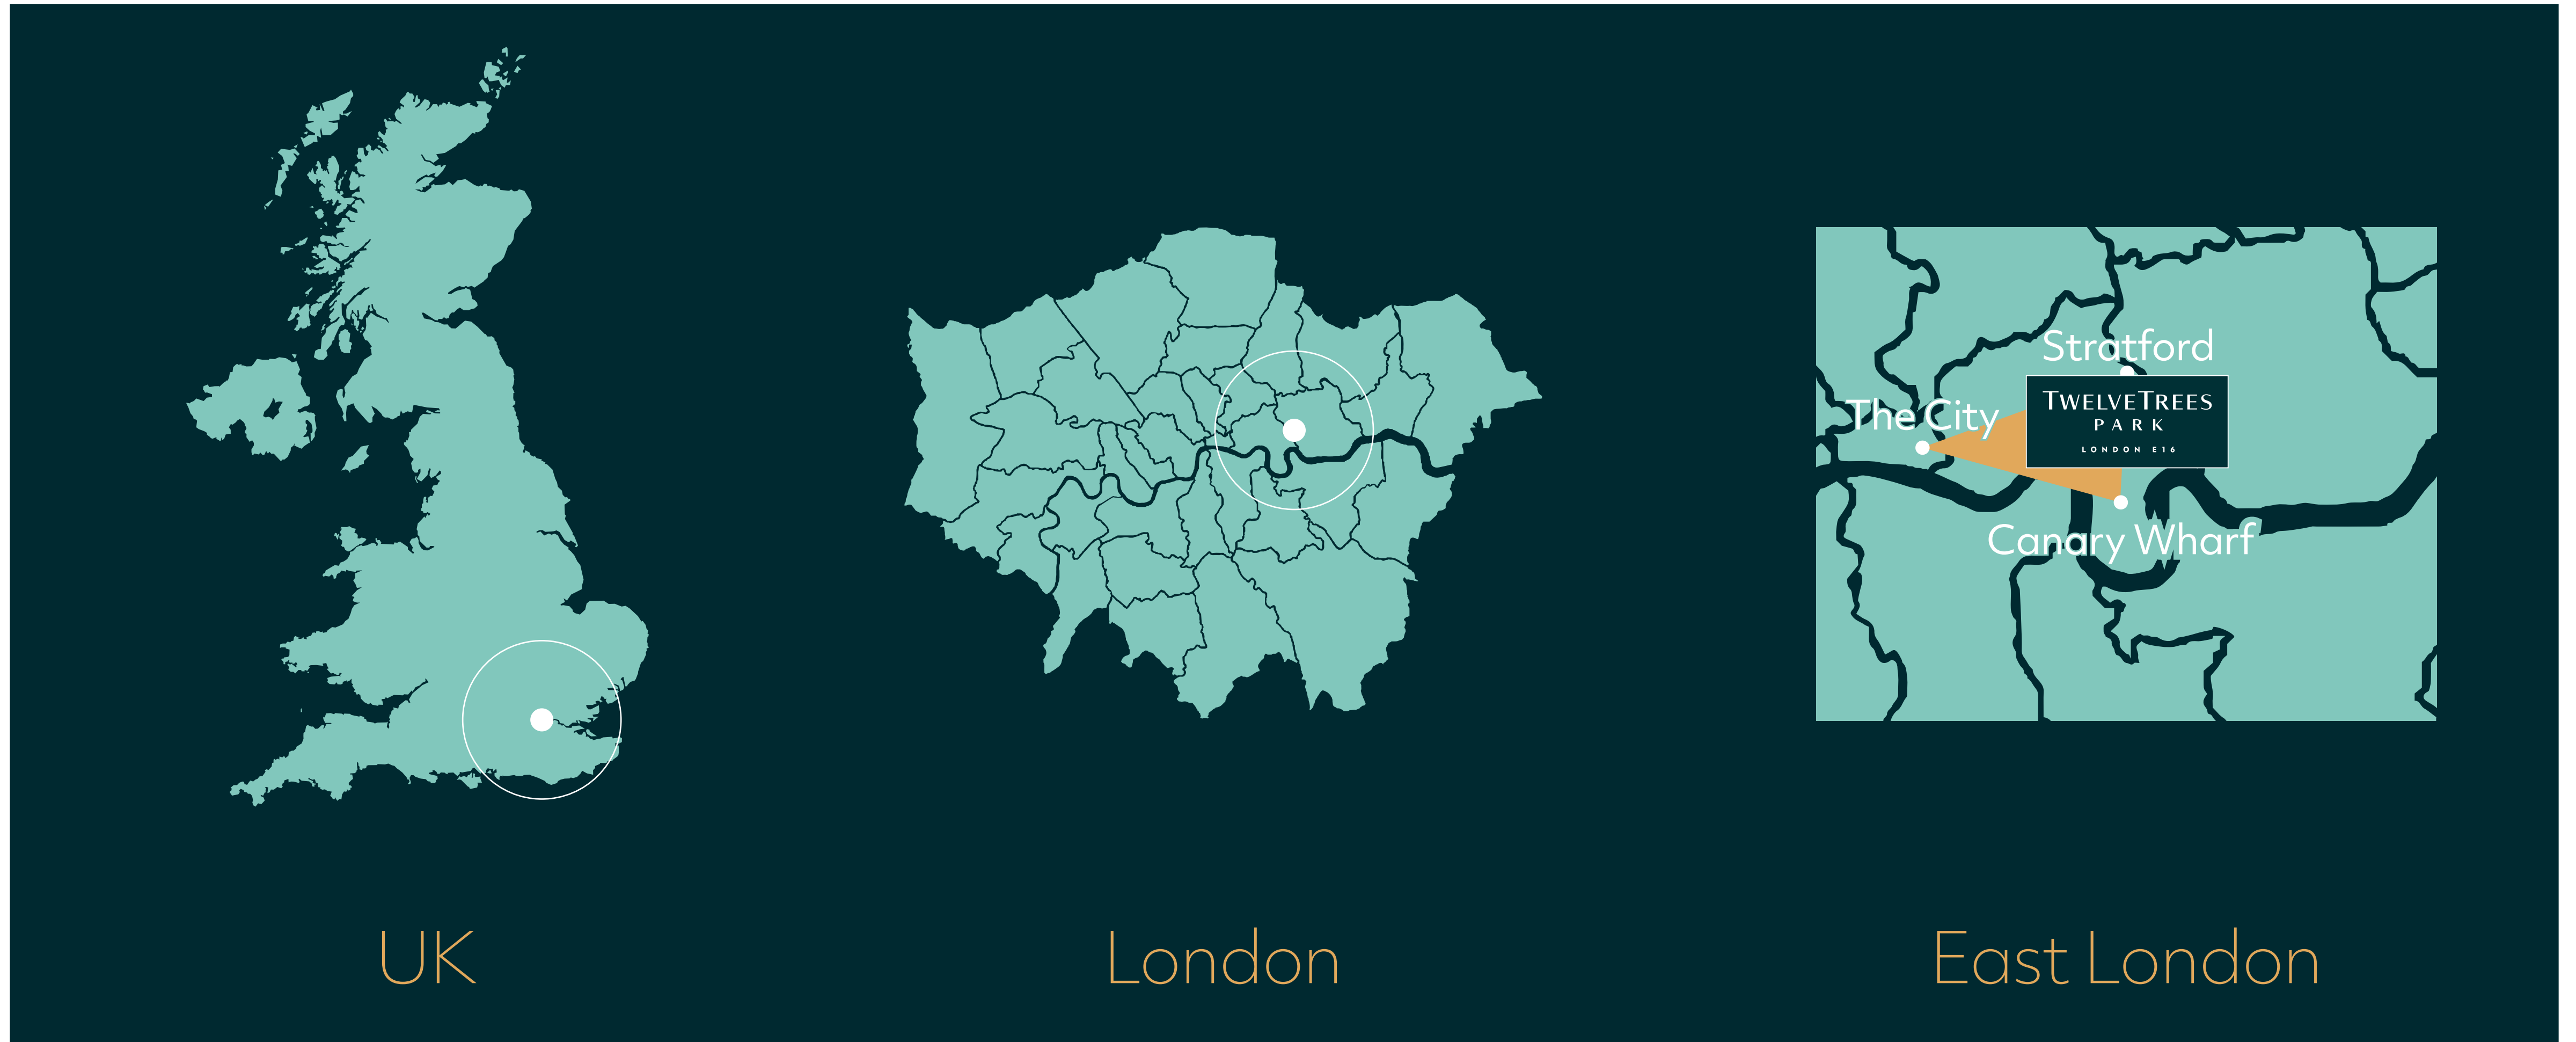 Stratford
The City
TWELVETREES
PARK
LONDON E16
Canary Wharf
UK
London
East London